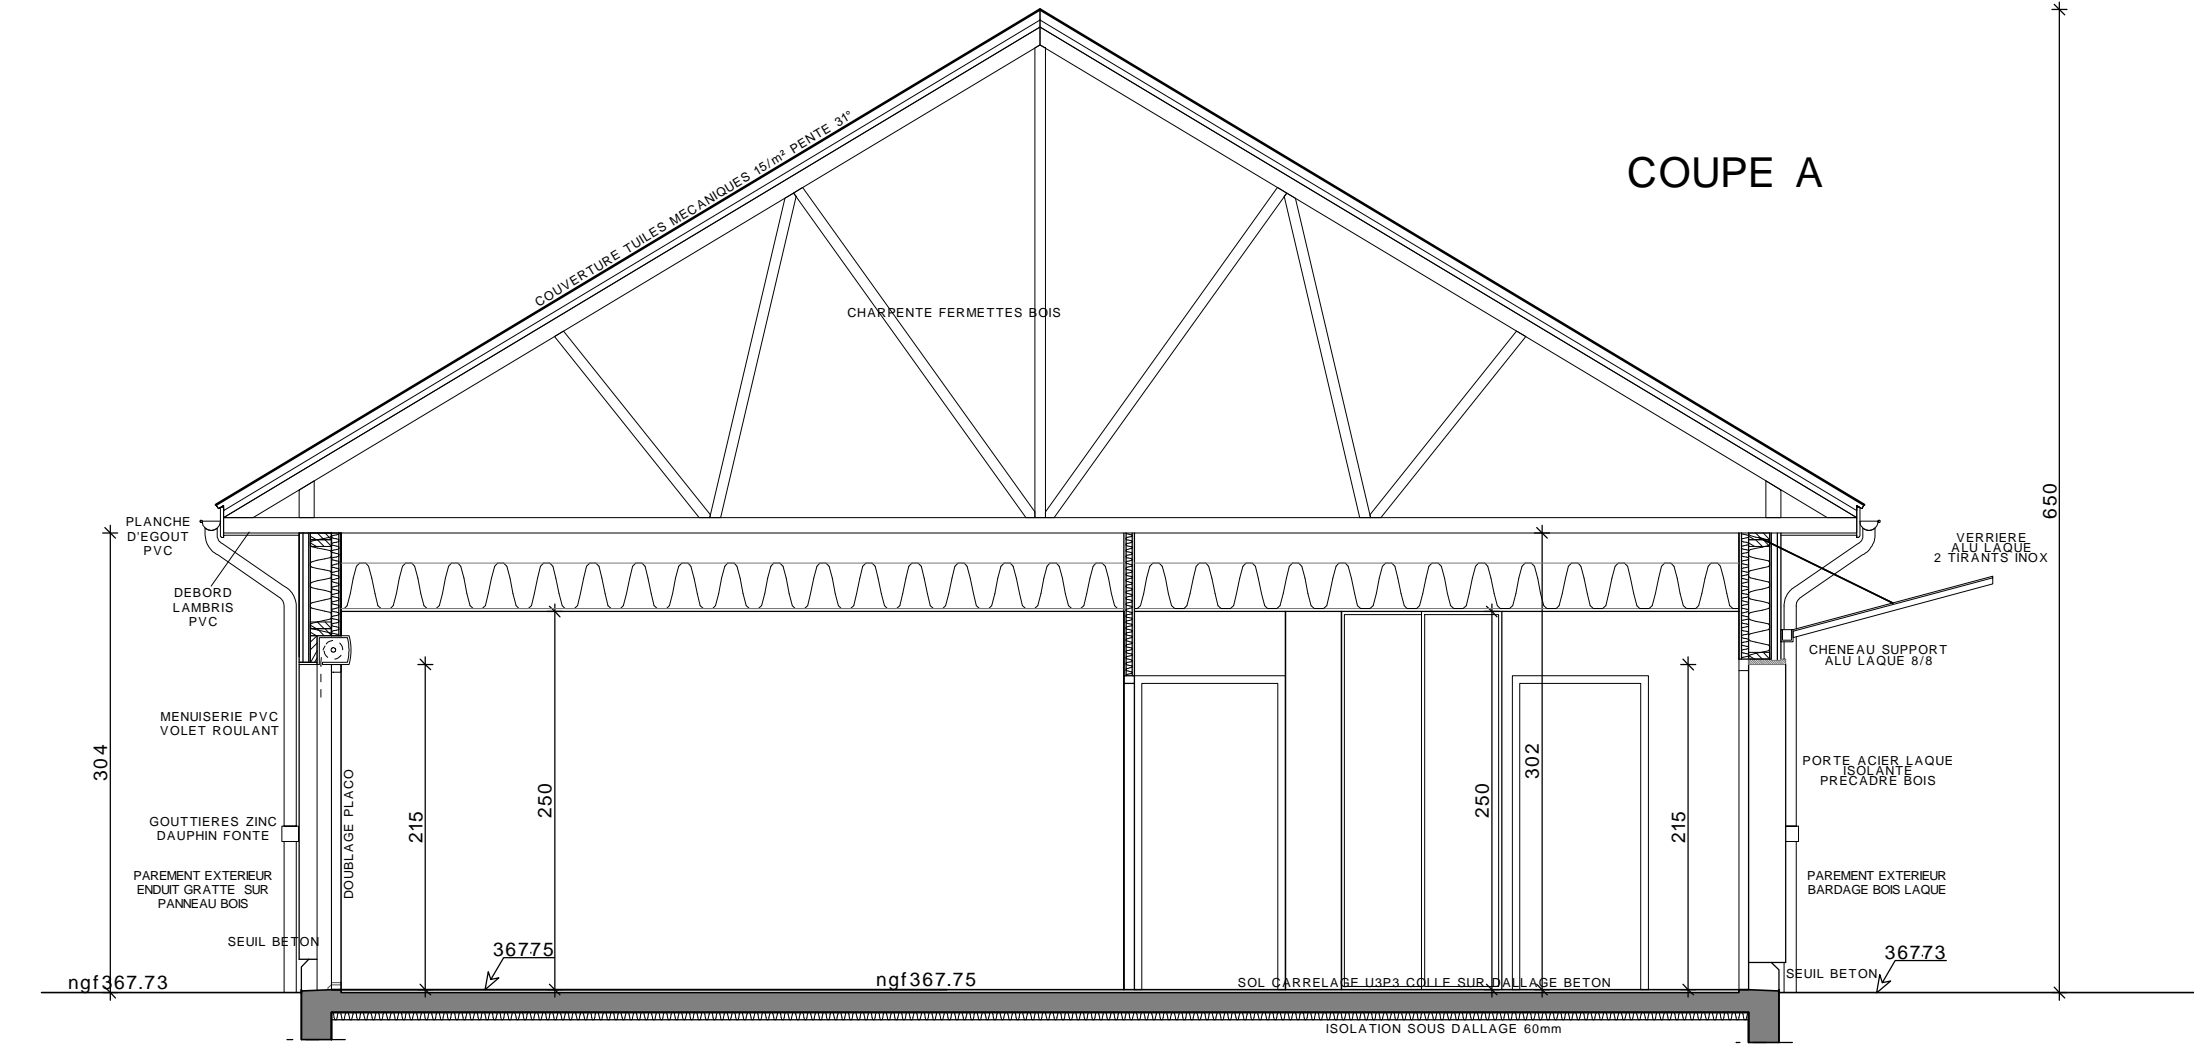 COUPE A
COUVERTURE TUILES MECANIQUES 15/m² PENTE 31°
CHARPENTE FERMETTES BOIS
650
PLANCHE
D'EGOUT
PVC
DEBORD
LAMBRIS
PVC
VERRIERE
ALU LAQUE
2 TIRANTS INOX
CHENEAU SUPPORT
ALU LAQUE 8/8
MENUISERIE PVC
VOLET ROULANT
304
DOUBLAGE PLACO
215
250
302
250
215
PORTE ACIER LAQUE
ISOLANTE
PRECADRE BOIS
GOUTTIERES ZINC
DAUPHIN FONTE
PAREMENT EXTERIEUR
ENDUIT GRATTE SUR
PANNEAU BOIS
PAREMENT EXTERIEUR
BARDAGE BOIS LAQUE
SEUIL BETON
367.75
367.73
ngf367.73
ngf367.75
SOL CARRELAGE U3P3 COLLE SUR DALLAGE BETON
SEUIL BETON
ISOLATION SOUS DALLAGE 60mm